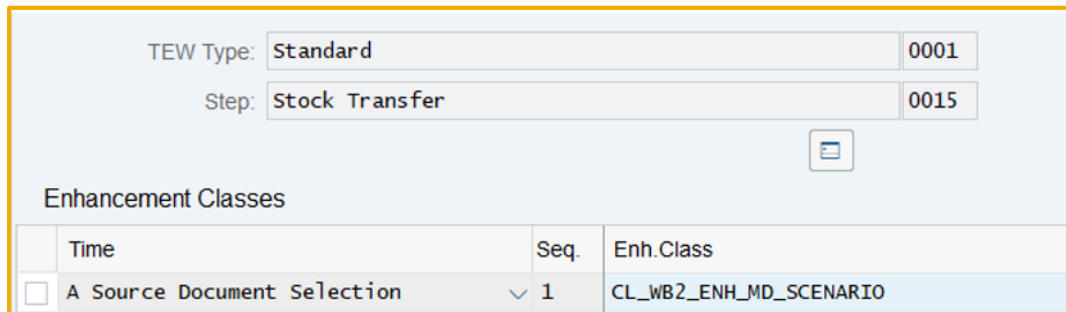 TEW Type: Standard 0001
Step: Stock Transfer 0015
Enhancement Classes
Time Seq. Enh.Class
A Source Document Selection 1 CL_WB2_ENH_MD_SCENARIO